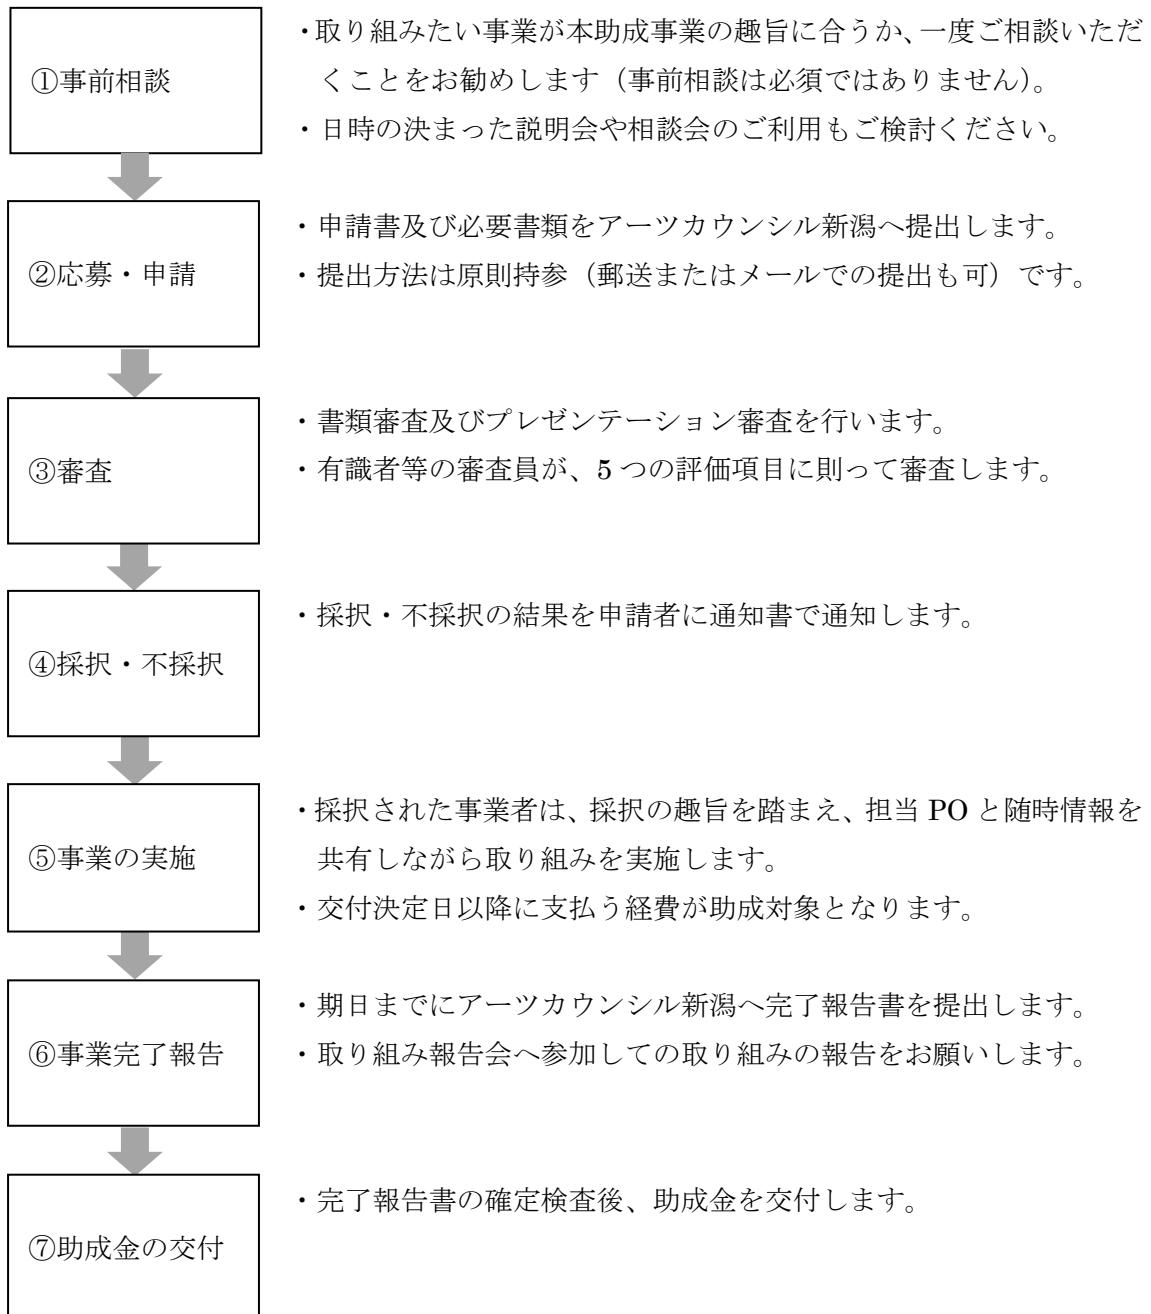 ①事前相談
・取り組みたい事業が本助成事業の趣旨に合うか、一度ご相談いただ
くことをお勧めします（事前相談は必須ではありません）。
・日時の決まった説明会や相談会のご利用もご検討ください。
②応募・申請
・申請書及び必要書類をアーツカウンシル新潟へ提出します。
・提出方法は原則持参（郵送またはメールでの提出も可）です。
③審査
・書類審査及びプレゼンテーション審査を行います。
・有識者等の審査員が、5 つの評価項目に則って審査します。
④採択・不採択
・採択・不採択の結果を申請者に通知書で通知します。
⑤事業の実施
・採択された事業者は、採択の趣旨を踏まえ、担当 PO と随時情報を
共有しながら取り組みを実施します。
・交付決定日以降に支払う経費が助成対象となります。
⑥事業完了報告
・期日までにアーツカウンシル新潟へ完了報告書を提出します。
・取り組み報告会へ参加しての取り組みの報告をお願いします。
⑦助成金の交付
・完了報告書の確定検査後、助成金を交付します。